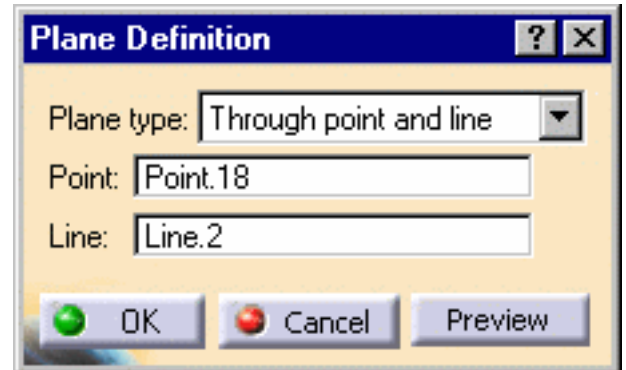 Plane Definition ? X
Plane type: Through point and line
Point: Point.18
Line: Line.2
OK Cancel Preview